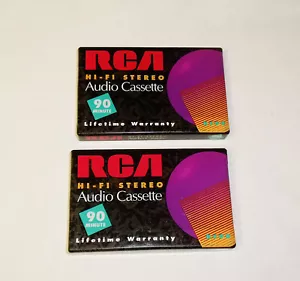 RCA
HI-FI STEREO
Audio Cassette
90
MINUTE
Lifetime Warranty
RCA
HI-FI STEREO
Audio Cassette
90
MINUTE
Lifetime Warranty